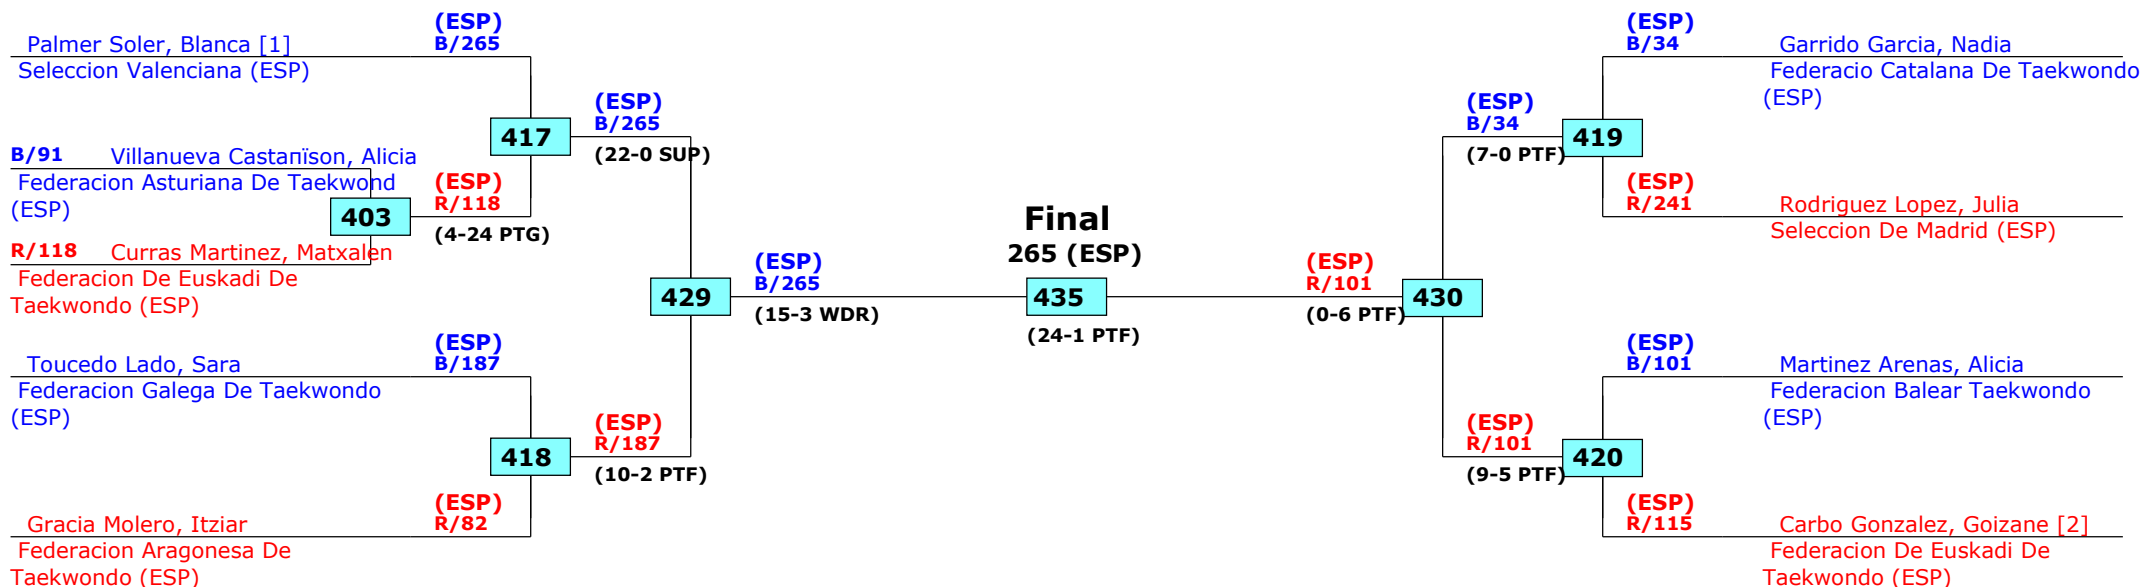 (ESP)
B/265
Palmer Soler, Blanca [1]
Seleccion Valenciana (ESP)
417
(ESP)
B/265
(22-0 SUP)
B/91 Villanueva Castanïson, Alicia
Federacion Asturiana De Taekwond
(ESP)
403
(ESP)
R/118
(4-24 PTG)
R/118 Curras Martinez, Matxalen
Federacion De Euskadi De
Taekwondo (ESP)
429
(ESP)
B/265
(15-3 WDR)
(ESP)
B/187
Toucedo Lado, Sara
Federacion Galega De Taekwondo
(ESP)
418
(ESP)
R/187
(10-2 PTF)
(ESP)
R/82
Gracia Molero, Itziar
Federacion Aragonesa De
Taekwondo (ESP)
Final
265 (ESP)
435
(24-1 PTF)
(ESP)
R/101
(0-6 PTF)
430
(ESP)
B/34
(7-0 PTF)
419
(ESP)
B/34
Garrido Garcia, Nadia
Federacio Catalana De Taekwondo
(ESP)
(ESP)
R/241
Rodriguez Lopez, Julia
Seleccion De Madrid (ESP)
(ESP)
R/101
(9-5 PTF)
420
(ESP)
B/101
Martinez Arenas, Alicia
Federacion Balear Taekwondo
(ESP)
(ESP)
R/115
Carbo Gonzalez, Goizane [2]
Federacion De Euskadi De
Taekwondo (ESP)